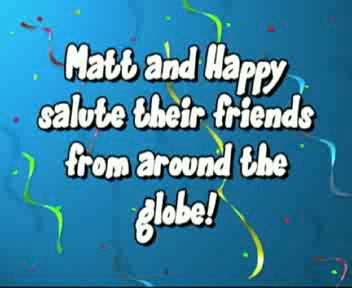 Matt and Happy
salute their friends
from around the
globe!